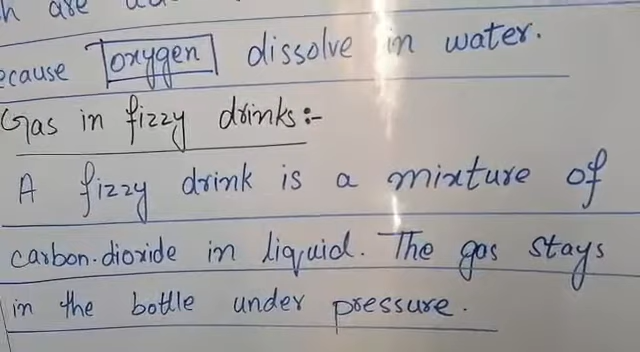 h are
ecause oxygen dissolve in water.
Gas in fizzy drinks:-
A fizzy drink is a mixture of
carbon.dioxide in liquid. The gas stays
in the bottle under pressure.